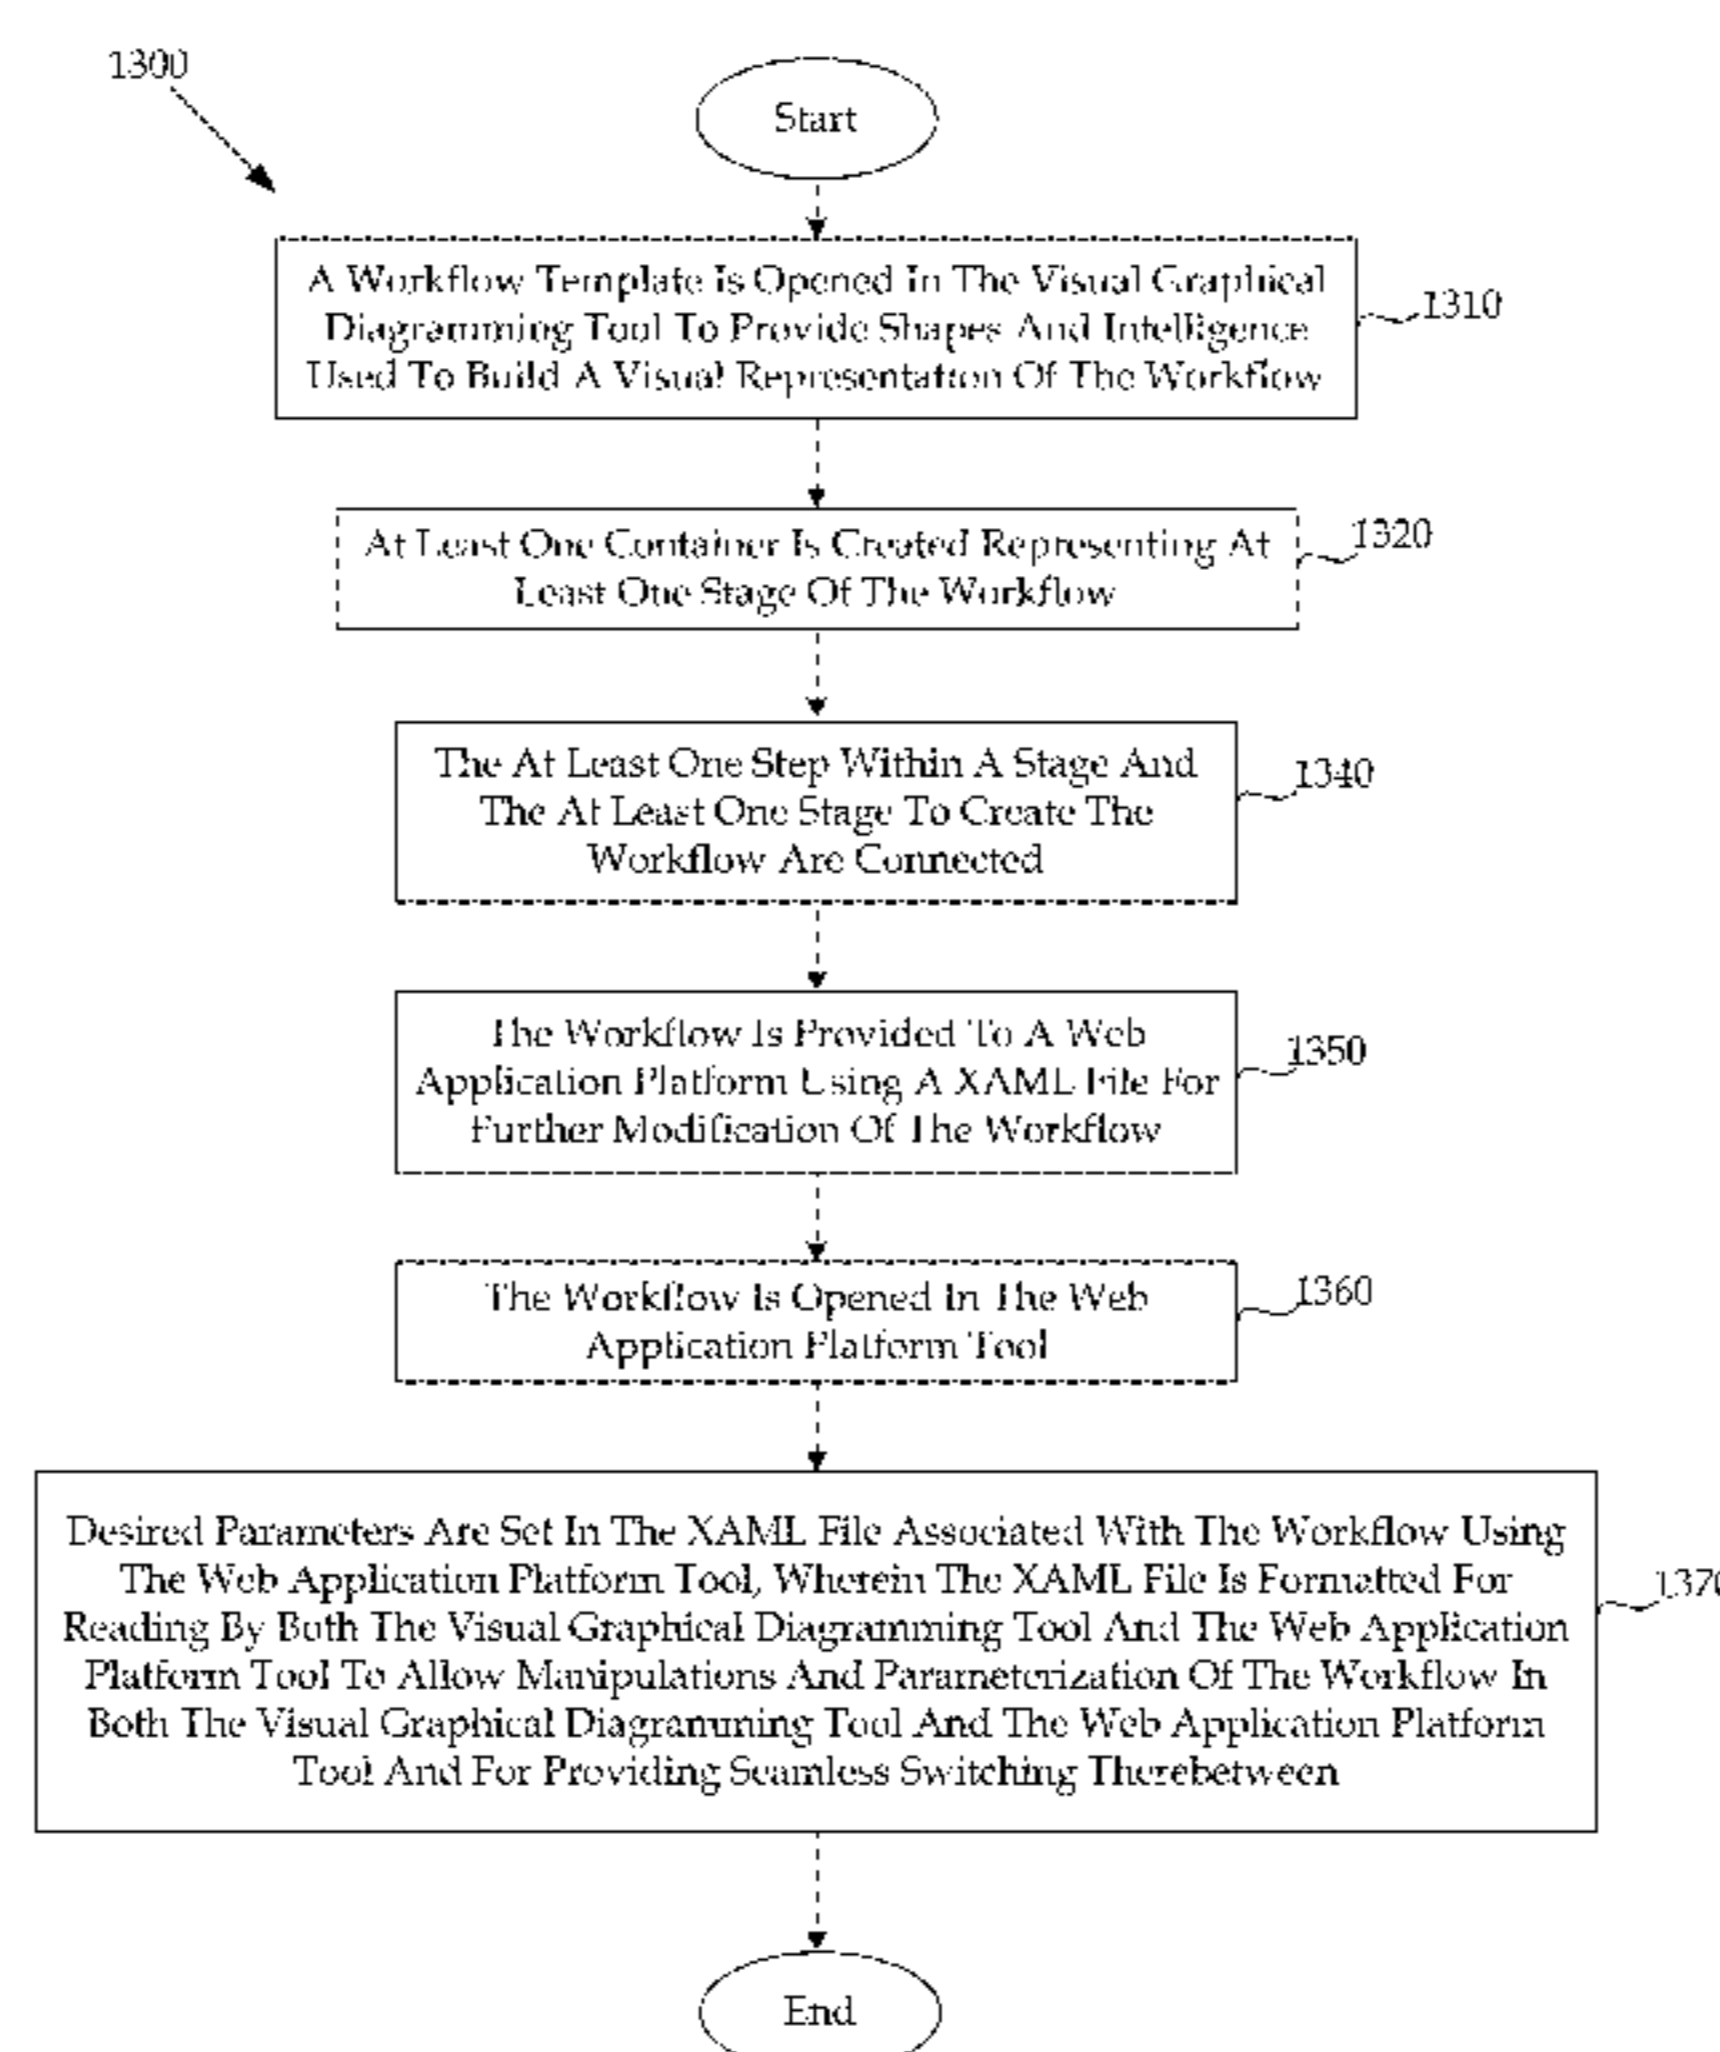 1300
Start
A Workflow Template Is Opened In The Visual Graphical
Diagramming Tool To Provide Shapes And Intelligence
Used To Build A Visual Representation Of The Workflow
1310
At Least One Container Is Created Representing At
Least One Stage Of The Workflow
1320
The At Least One Step Within A Stage And
The At Least One Stage To Create The
Workflow Are Connected
1340
The Workflow Is Provided To A Web
Application Platform Using A XAML File For
Further Modification Of The Workflow
1350
The Workflow Is Opened In The Web
Application Platform Tool
1360
Desired Parameters Are Set In The XAML File Associated With The Workflow Using
The Web Application Platform Tool, Wherein The XAML File Is Formatted For
Reading By Both The Visual Graphical Diagramming Tool And The Web Application
Platform Tool To Allow Manipulations And Parameterization Of The Workflow In
Both The Visual Graphical Diagramming Tool And The Web Application Platform
Tool And For Providing Seamless Switching Therebetween
1370
End